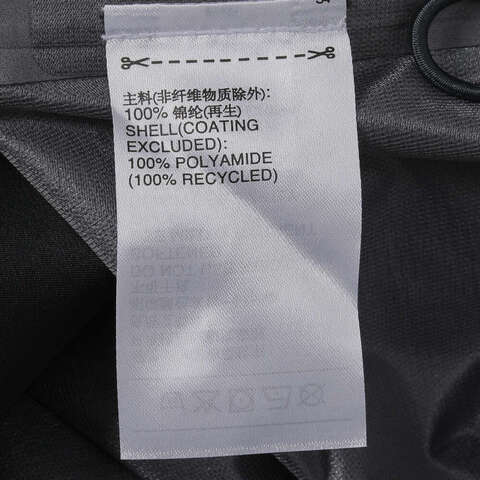 主料(非纤维物质除外):
100% 锦纶(再生)
SHELL(COATING
EXCLUDED):
100% POLYAMIDE
(100% RECYCLED)